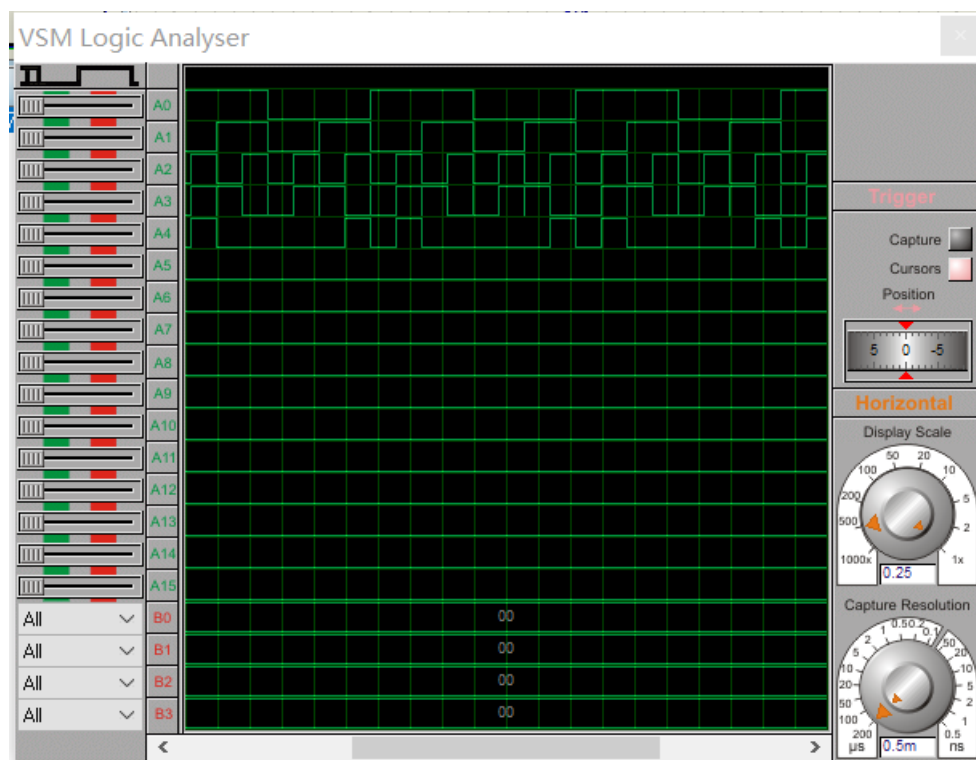 VSM Logic Analyser
A0
A1
A2
A3
A4
A5
A6
A7
A8
A9
A10
A11
A12
A13
A14
A15
All B0 00
All B1 00
All B2 00
All B3 00
Trigger
Capture
Cursors
Position
5 0 -5
Horizontal
Display Scale
50 20
100 10
200 5
500 2
1000x 1x
0.25
Capture Resolution
1 0.5 0.2 0.1 50
2 20
5 10
10 5
20 2
50 1
100 0.5
200 ns
µs
0.5m